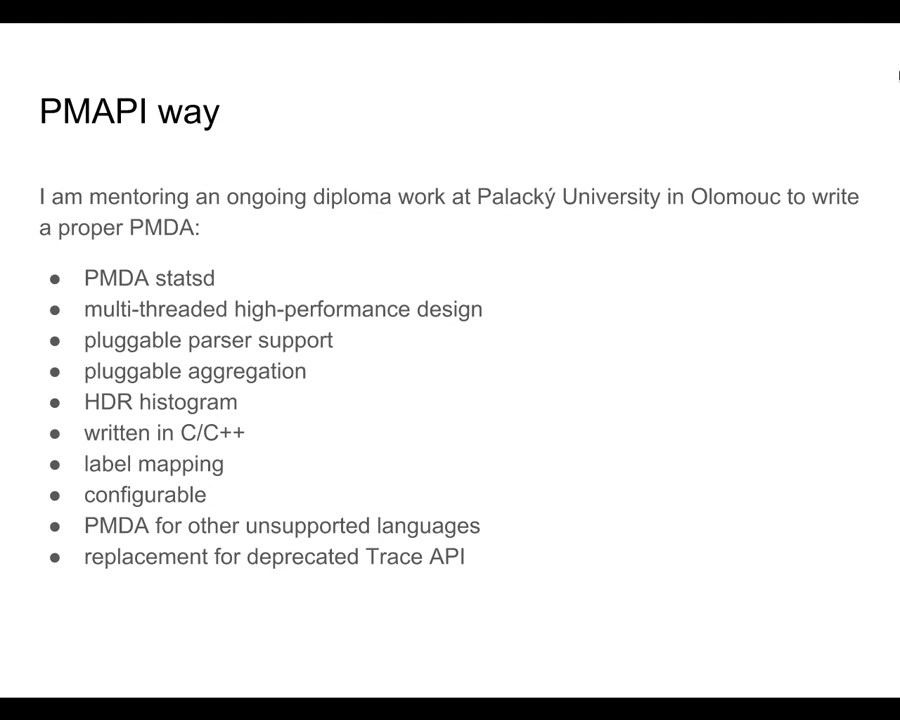 PMAPI way
I am mentoring an ongoing diploma work at Palacký University in Olomouc to write
a proper PMDA:
● PMDA statsd
● multi-threaded high-performance design
● pluggable parser support
● pluggable aggregation
● HDR histogram
● written in C/C++
● label mapping
● configurable
● PMDA for other unsupported languages
● replacement for deprecated Trace API